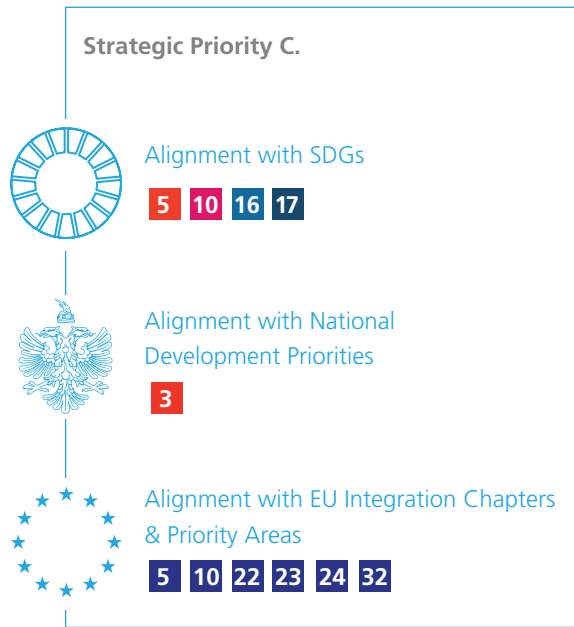 Strategic Priority C.
Alignment with SDGs
5 10 16 17
Alignment with National
Development Priorities
3
Alignment with EU Integration Chapters
& Priority Areas
5 10 22 23 24 32